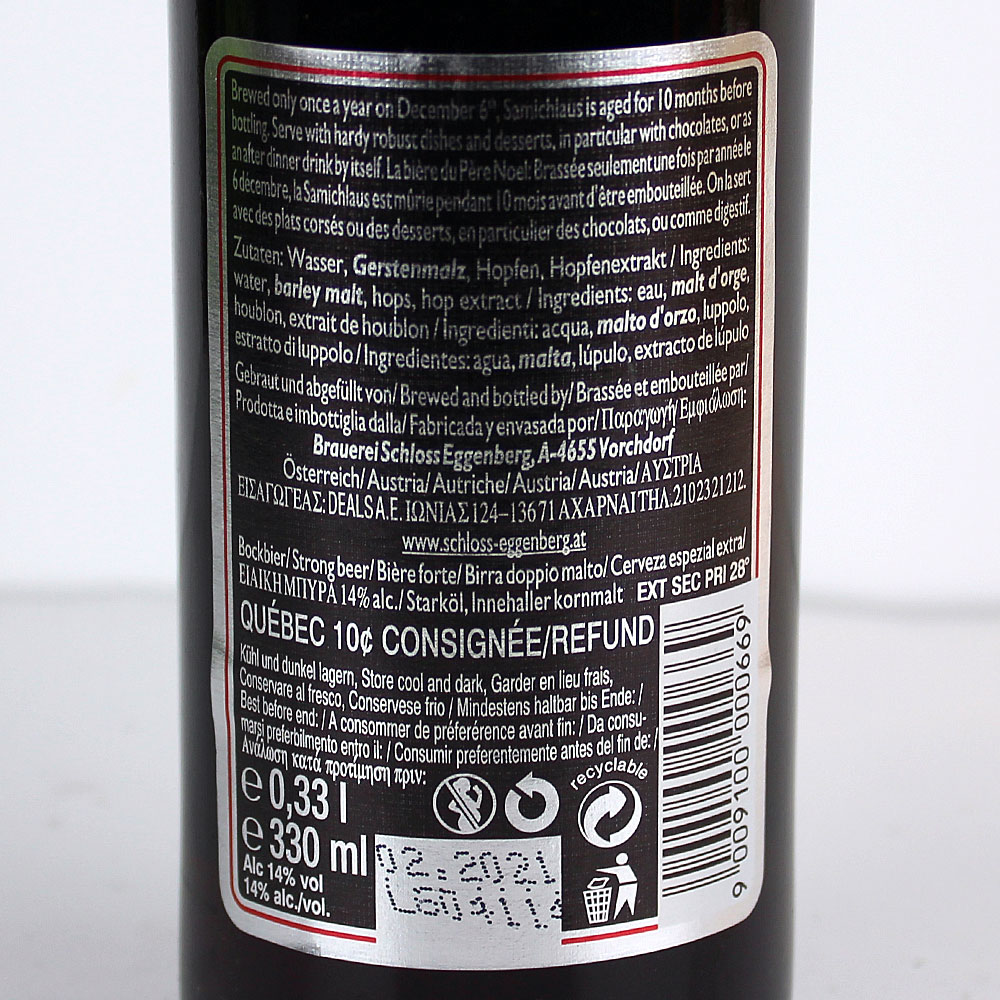 Brewed only once a year on December 6th, Samichlaus is aged for 10 months before
bottling. Serve with hardy robust dishes and desserts, in particular with chocolates, or as
an after dinner drink by itself. La bière du Père Noel: Brassée seulement une fois par année le
6 décembre, la Samichlaus est mûrie pendant 10 mois avant d'être embouteillée. On la sert
avec des plats corsés ou des desserts, en particulier des chocolats, ou comme digestif.
Zutaten: Wasser, Gerstenmalz, Hopfen, Hopfenextrakt / Ingredients:
water, barley malt, hops, hop extract / Ingredients: eau, malt d'orge,
houblon, extrait de houblon / Ingredienti: acqua, malto d'orzo, luppolo,
estratto di luppolo / Ingredientes: agua, malta, lúpulo, extracto de lúpulo
Gebraut und abgefüllt von/ Brewed and bottled by/ Brassée et embouteillée par/
Prodotta e imbottiglia dalla/ Fabricada y envasada por/ Παραγωγή/ Εμφιάλωση:
Brauerei Schloss Eggenberg, A-4655 Vorchdorf
Österreich/ Austria/ Autriche/ Austria/ Austria/ ΑΥΣΤΡΙΑ
ΕΙΣΑΓΩΓΕΑΣ: DEALS A.E. ΙΩΝΙΑΣ 124–136 71 ΑΧΑΡΝΑΙ ΤΗΛ. 210 23 21 212.
www.schloss-eggenberg.at
Bockbier/ Strong beer/ Bière forte/ Birra doppio malto/ Cerveza espezial extra/
ΕΙΔΙΚΗ ΜΠΥΡΑ 14% alc./ Starköl, Innehaller kornmalt EXT SEC PRI 28°
QUÉBEC 10¢ CONSIGNÉE/REFUND
Kühl und dunkel lagern, Store cool and dark, Garder en lieu frais,
Conservare al fresco, Conservese frio / Mindestens haltbar bis Ende: /
Best before end: / A consommer de préferérence avant fin: / Da consu-
marsi preferbilmento entro il: / Consumir preferentemente antes del fin de: /
Ανάλωση κατά προτίμηση πριν:
e 0,33 l
e 330 ml
Alc 14% vol
14% alc./vol.
02.2021
recyclable
9 009100 000669